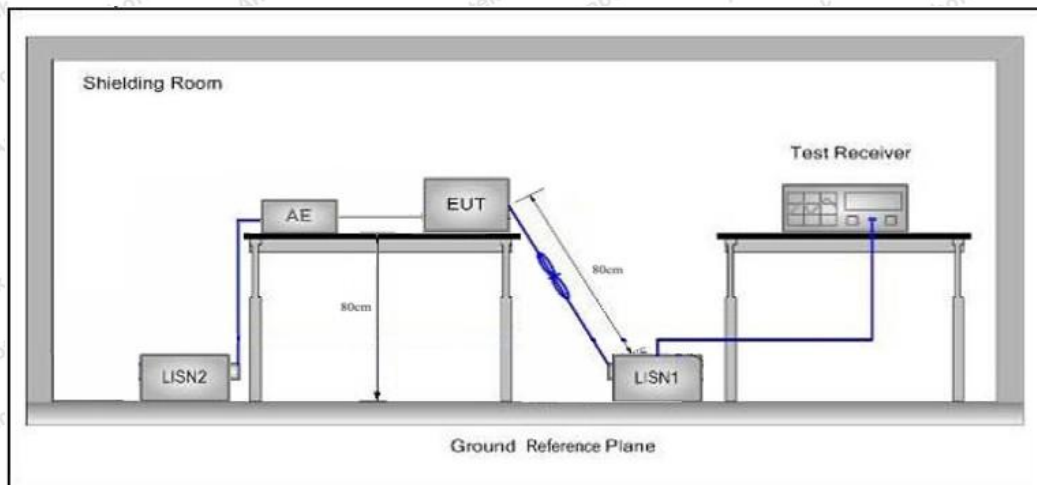 Shielding Room
Test Receiver
AE
EUT
80cm
80cm
LISN2
LISN1
Ground Reference Plane